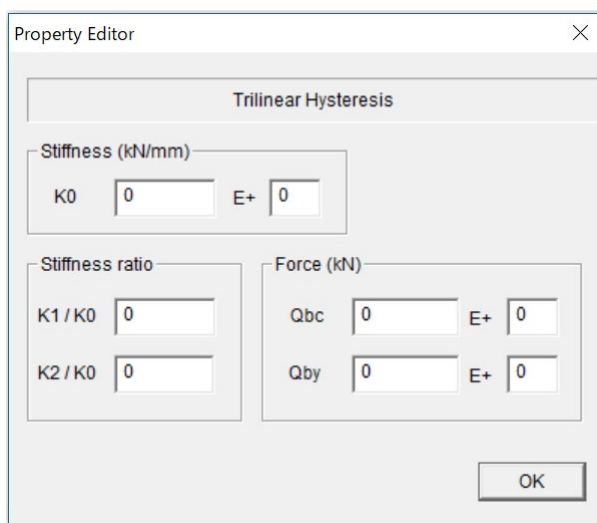 Property Editor
Trilinear Hysteresis
Stiffness (kN/mm)
K0 0 E+ 0
Stiffness ratio
K1 / K0 0
K2 / K0 0
Force (kN)
Qbc 0 E+ 0
Qby 0 E+ 0
OK